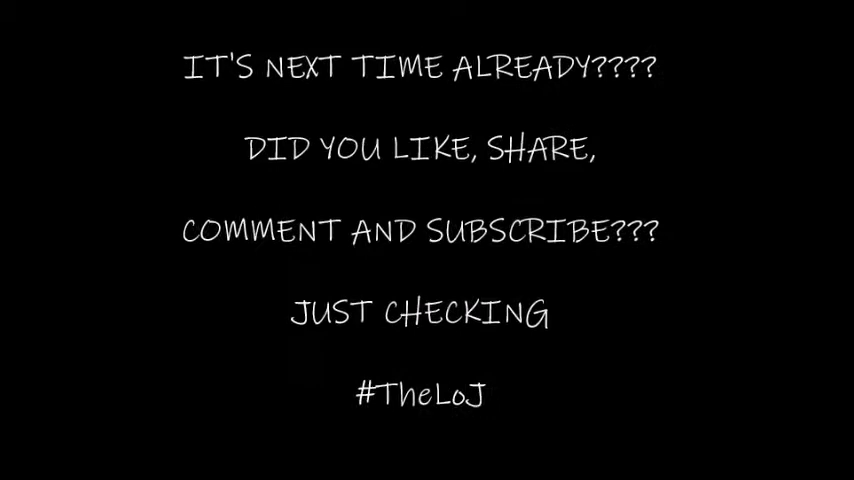 IT'S NEXT TIME ALREADY????
DID YOU LIKE, SHARE,
COMMENT AND SUBSCRIBE???
JUST CHECKING
#TheLoJ